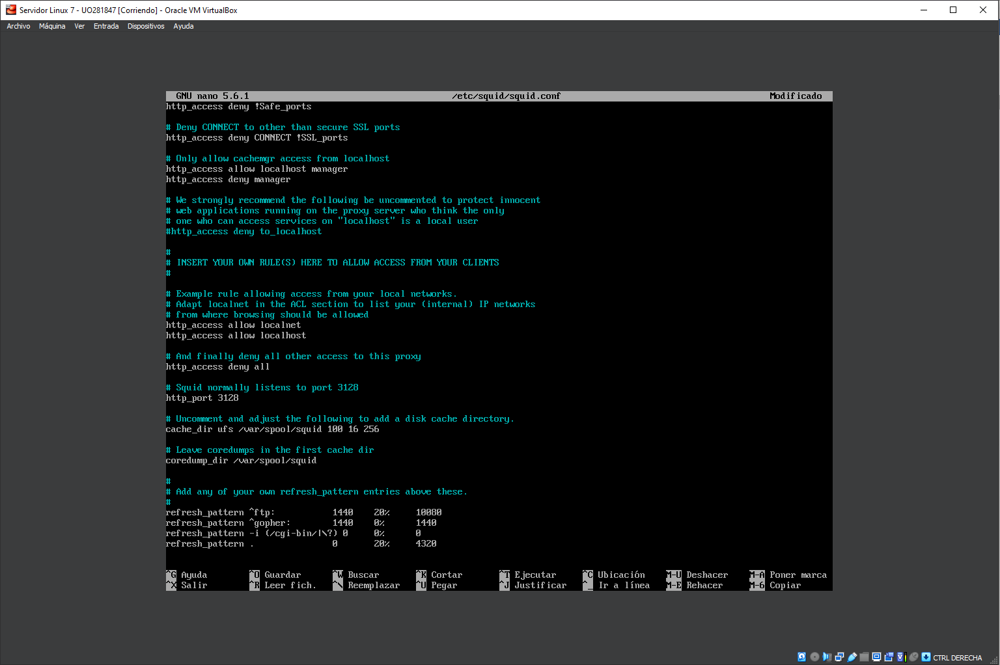 Servidor Linux 7 - UO281847 [Corriendo] - Oracle VM VirtualBox
Archivo Máquina Ver Entrada Dispositivos Ayuda
GNU nano 5.6.1 /etc/squid/squid.conf Modificado
http_access deny !Safe_ports
# Deny CONNECT to other than secure SSL ports
http_access deny CONNECT !SSL_ports
# Only allow cachemgr access from localhost
http_access allow localhost manager
http_access deny manager
# We strongly recommend the following be uncommented to protect innocent
# web applications running on the proxy server who think the only
# one who can access services on "localhost" is a local user
#http_access deny to_localhost
#
# INSERT YOUR OWN RULE(S) HERE TO ALLOW ACCESS FROM YOUR CLIENTS
#
# Example rule allowing access from your local networks.
# Adapt localnet in the ACL section to list your (internal) IP networks
# from where browsing should be allowed
http_access allow localnet
http_access allow localhost
# And finally deny all other access to this proxy
http_access deny all
# Squid normally listens to port 3128
http_port 3128
# Uncomment and adjust the following to add a disk cache directory.
cache_dir ufs /var/spool/squid 100 16 256
# Leave coredumps in the first cache dir
coredump_dir /var/spool/squid
#
# Add any of your own refresh_pattern entries above these.
#
refresh_pattern ^ftp: 1440 20% 10080
refresh_pattern ^gopher: 1440 0% 1440
refresh_pattern -i (/cgi-bin/|\?) 0 0% 0
refresh_pattern . 0 20% 4320
^G Ayuda ^O Guardar ^W Buscar ^K Cortar ^T Ejecutar ^C Ubicación M-U Deshacer M-A Poner marca
^X Salir ^R Leer fich. ^\ Reemplazar ^U Pegar ^J Justificar ^_ Ir a línea M-E Rehacer M-6 Copiar
CTRL DERECHA